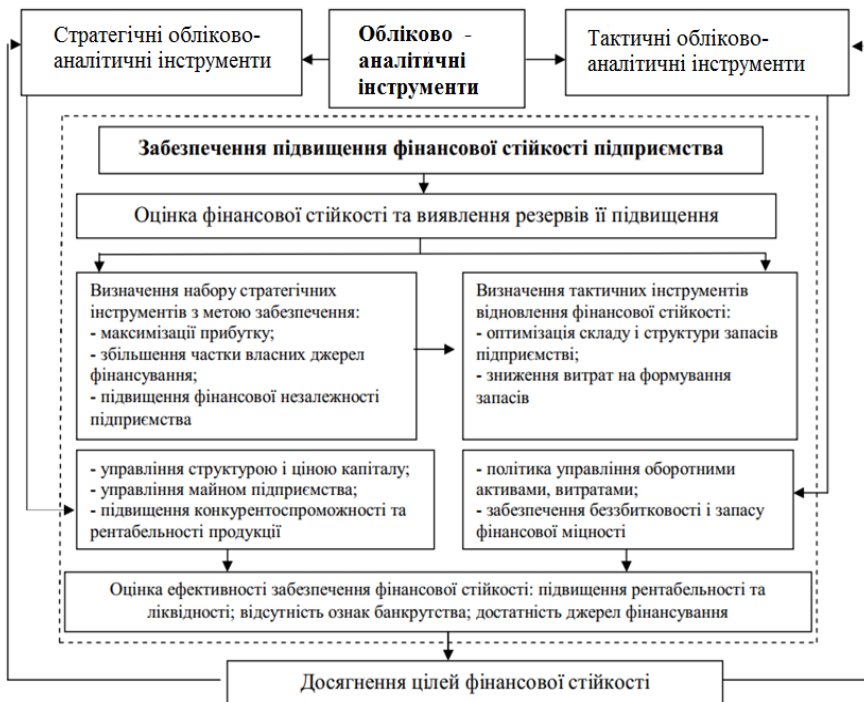 Стратегічні обліково-
аналітичні інструменти
Обліково -
аналітичні
інструменти
Тактичні обліково-
аналітичні інструменти
Забезпечення підвищення фінансової стійкості підприємства
Оцінка фінансової стійкості та виявлення резервів її підвищення
Визначення набору стратегічних
інструментів з метою забезпечення:
- максимізації прибутку;
- збільшення частки власних джерел
фінансування;
- підвищення фінансової незалежності
підприємства
Визначення тактичних інструментів
відновлення фінансової стійкості:
- оптимізація складу і структури запасів
підприємстві;
- зниження витрат на формування
запасів
- управління структурою і ціною капіталу;
- управління майном підприємства;
- підвищення конкурентоспроможності та
рентабельності продукції
- політика управління оборотними
активами, витратами;
- забезпечення беззбитковості і запасу
фінансової міцності
Оцінка ефективності забезпечення фінансової стійкості: підвищення рентабельності та
ліквідності; відсутність ознак банкрутства; достатність джерел фінансування
Досягнення цілей фінансової стійкості